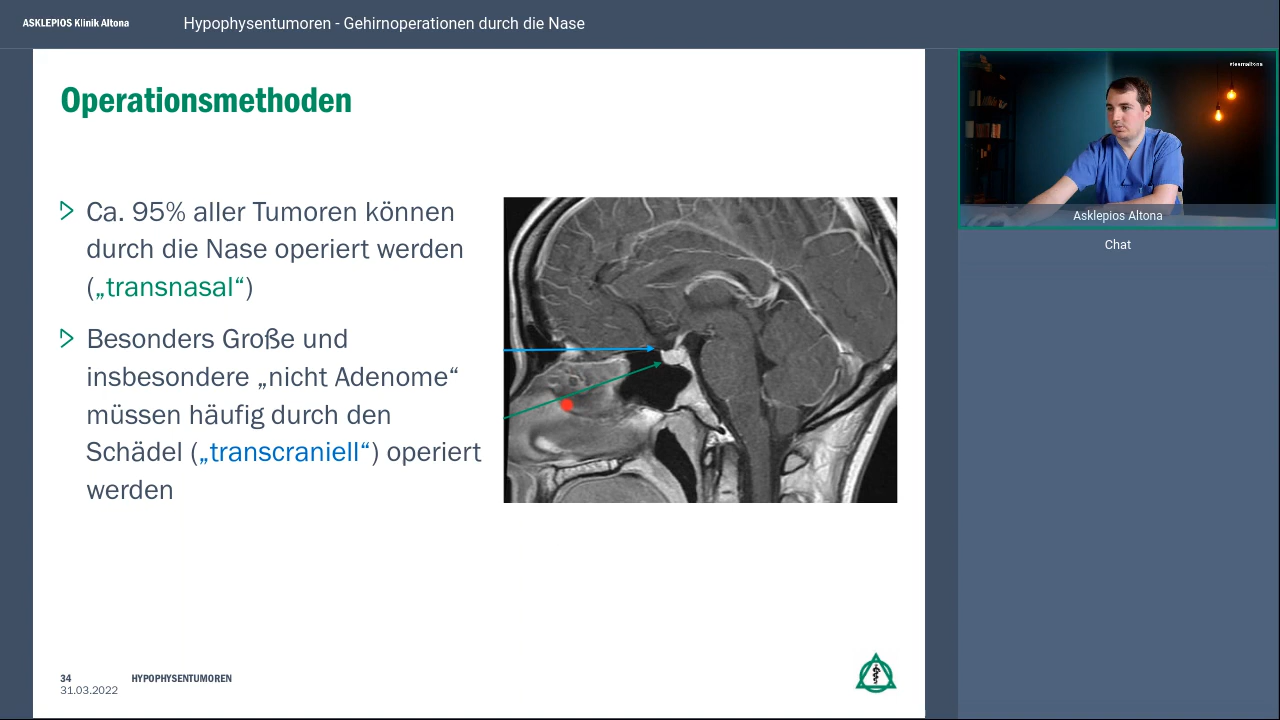 ASKLEPIOS Klinik Altona
Hypophysentumoren - Gehirnoperationen durch die Nase
Operationsmethoden
Ca. 95% aller Tumoren können
durch die Nase operiert werden
(„transnasal“)
Besonders Große und
insbesondere „nicht Adenome“
müssen häufig durch den
Schädel („transcraniell“) operiert
werden
34
HYPOPHYSENTUMOREN
31.03.2022
#teamaltona
Asklepios Altona
Chat